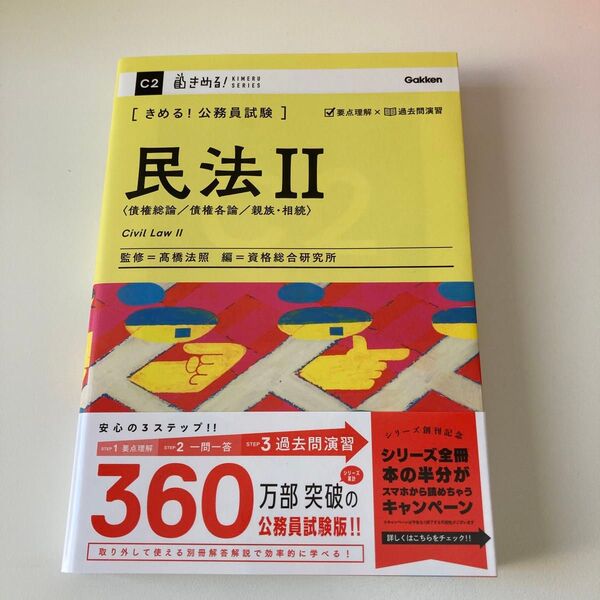 C2
きめる!
KIMERU
SERIES
Gakken
[きめる!公務員試験]
要点理解×過去問演習
民法Ⅱ
〈債権総論/債権各論/親族・相続〉
Civil Law II
監修=髙橋法照 編=資格総合研究所
安心の3ステップ!!
STEP 1 要点理解
STEP 2 一問一答
STEP 3 過去問演習
シリーズ
累計
360万部 突破の
公務員試験版!!
取り外して使える別冊解答解説で効率的に学べる!
シリーズ創刊記念
シリーズ全冊
本の半分が
スマホから読めちゃう
キャンペーン
詳しくはこちらをチェック!!